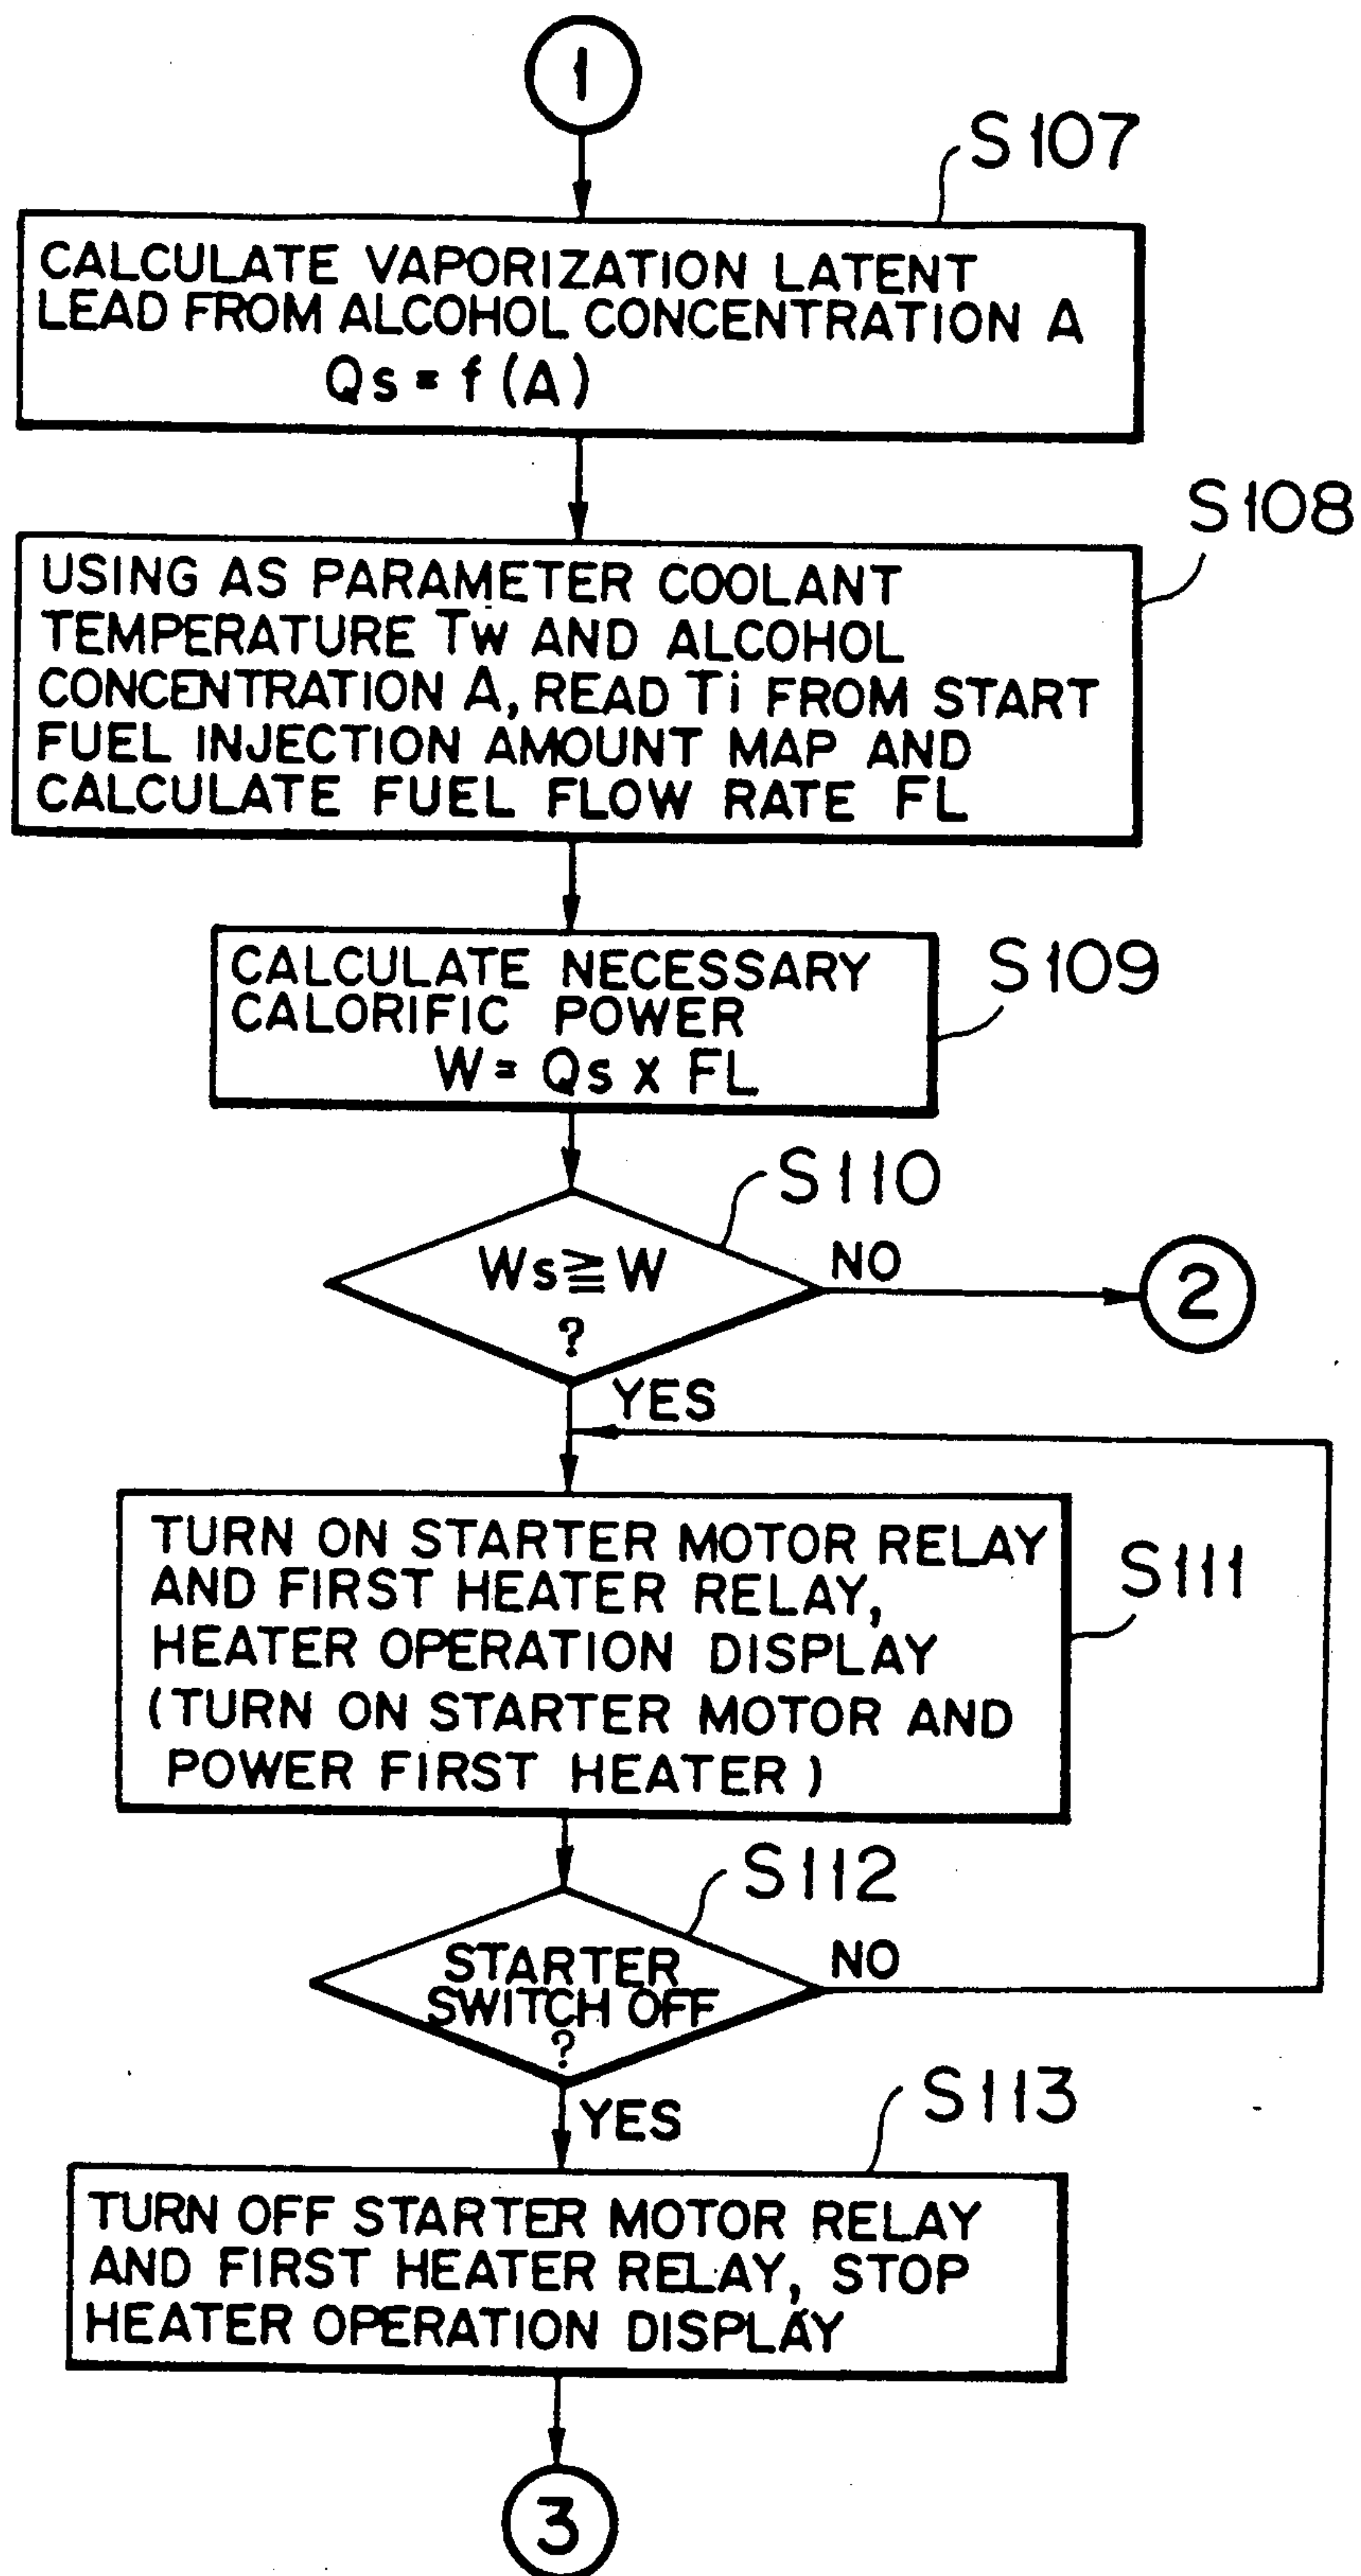 1
S107
CALCULATE VAPORIZATION LATENT
LEAD FROM ALCOHOL CONCENTRATION A
Qs = f (A)
S108
USING AS PARAMETER COOLANT
TEMPERATURE Tw AND ALCOHOL
CONCENTRATION A, READ Ti FROM START
FUEL INJECTION AMOUNT MAP AND
CALCULATE FUEL FLOW RATE FL
S109
CALCULATE NECESSARY
CALORIFIC POWER
W = Qs x FL
S110
Ws ≧ W
?
NO
2
YES
TURN ON STARTER MOTOR RELAY
AND FIRST HEATER RELAY,
HEATER OPERATION DISPLAY
(TURN ON STARTER MOTOR AND
POWER FIRST HEATER)
S111
S112
STARTER
SWITCH OFF
?
NO
YES
S113
TURN OFF STARTER MOTOR RELAY
AND FIRST HEATER RELAY, STOP
HEATER OPERATION DISPLAY
3